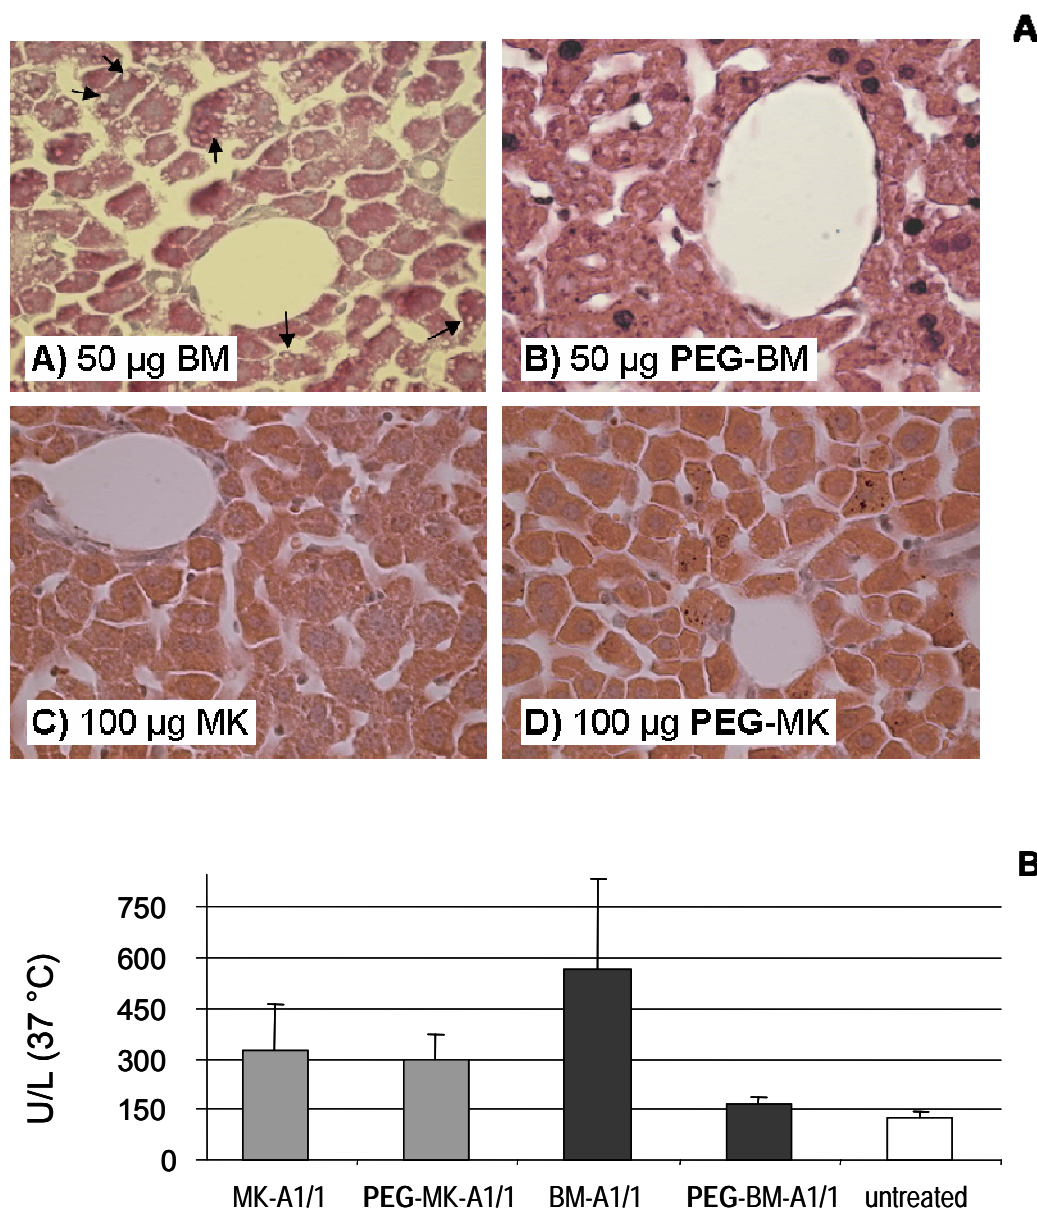 A
A) 50 µg BM
B) 50 µg PEG-BM
C) 100 µg MK
D) 100 µg PEG-MK
B
U/L (37 °C)
750
600
450
300
150
0
MK-A1/1 PEG-MK-A1/1 BM-A1/1 PEG-BM-A1/1 untreated